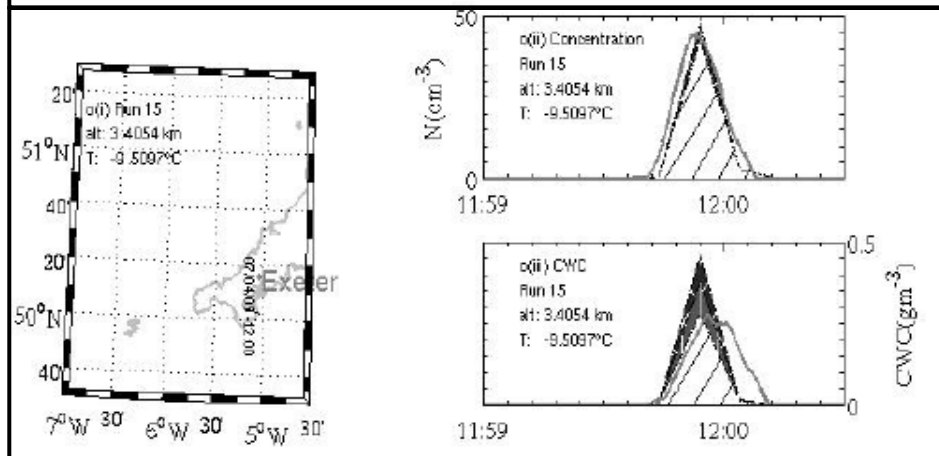 o(i) Run 15
alt: 3.4054 km
T: -9.5097°C
20'
51°N
40'
20'
50°N
40'
7°W 30' 6°W 30' 5°W 30'
Exeter
12:00
o(ii) Concentration
Run 15
alt: 3.4054 km
T: -9.5097°C
N(cm-3)
50
0
11:59 12:00
o(iii) CWC
Run 15
alt: 3.4054 km
T: -9.5097°C
0.5
0
CWC(gm-3)
11:59 12:00